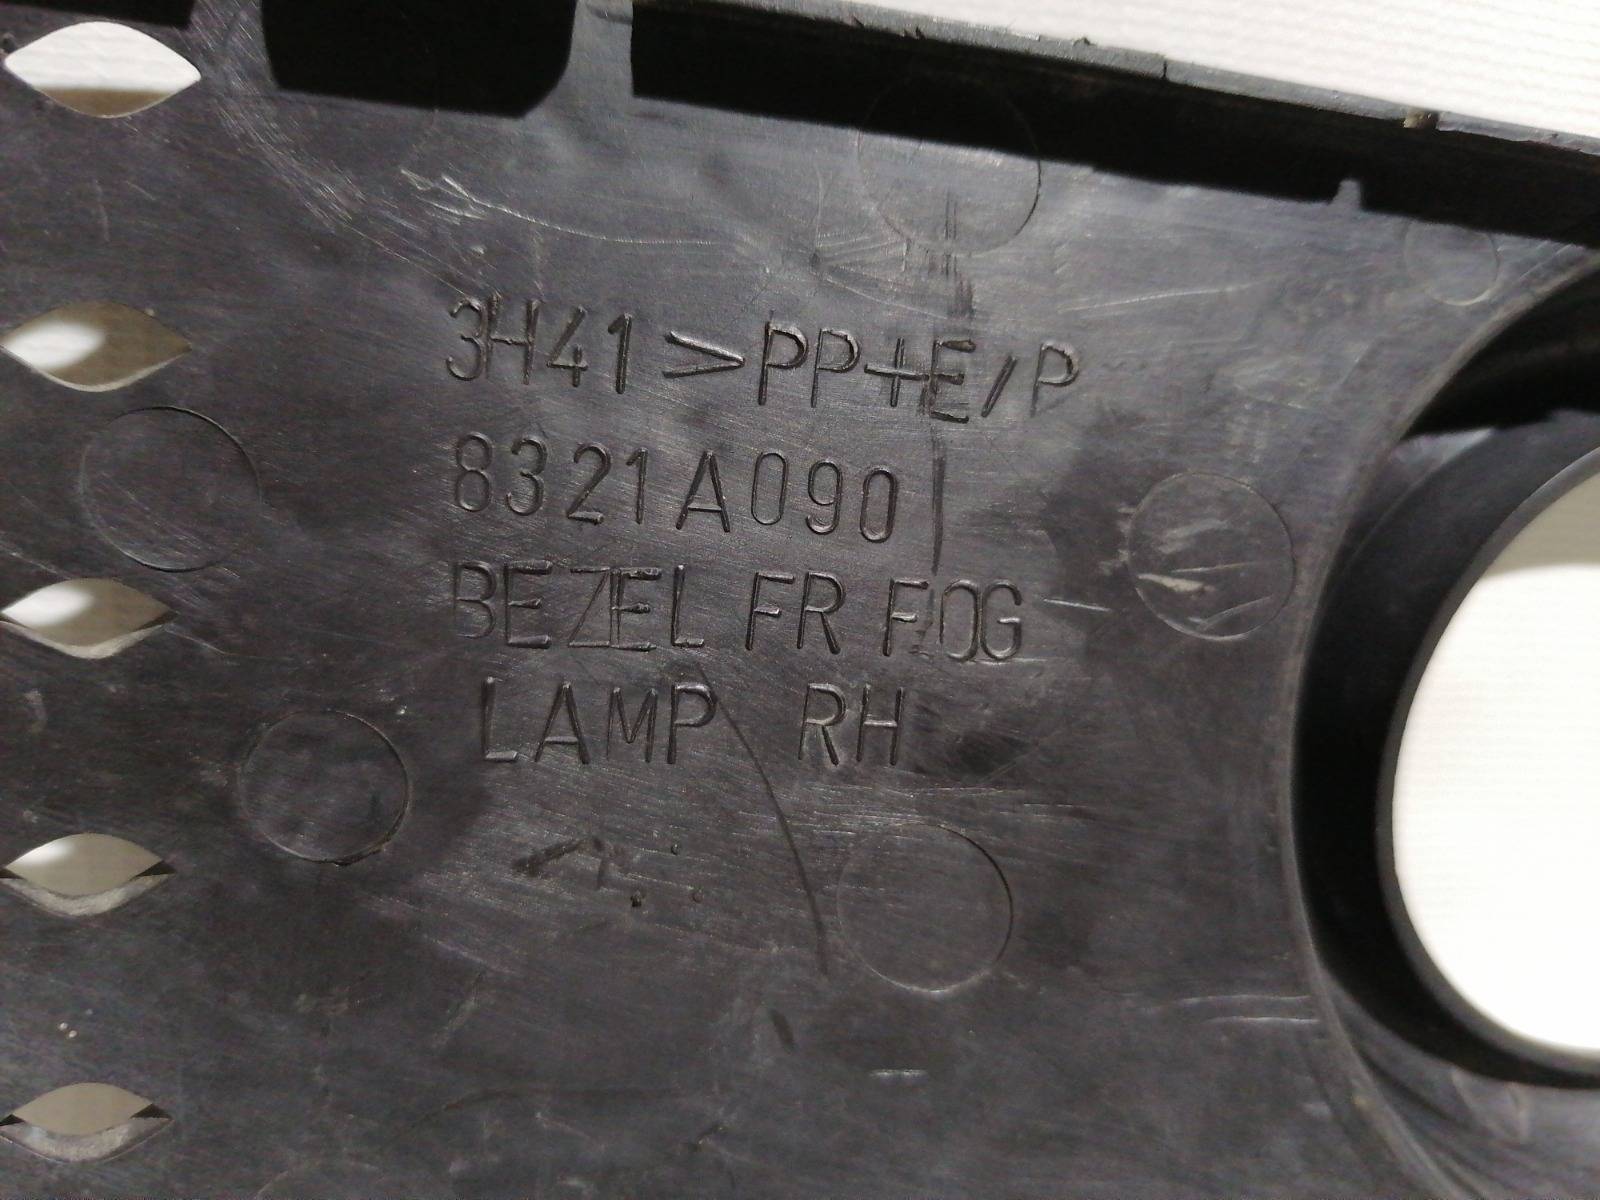 3H41 >PP+E/P
8321A090
BEZEL FR FOG
LAMP RH